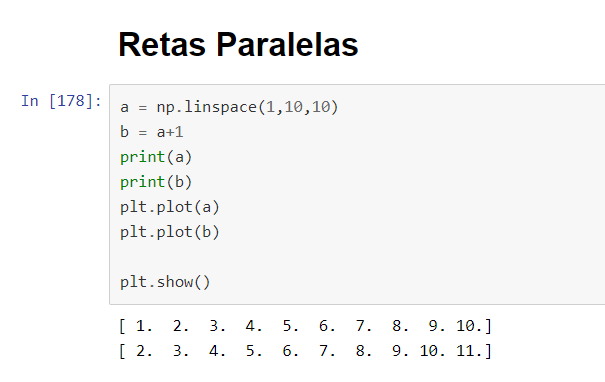 Retas Paralelas
In [178]:
a = np.linspace(1,10,10)
b = a+1
print(a)
print(b)
plt.plot(a)
plt.plot(b)
plt.show()
[ 1.  2.  3.  4.  5.  6.  7.  8.  9. 10.]
[ 2.  3.  4.  5.  6.  7.  8.  9. 10. 11.]